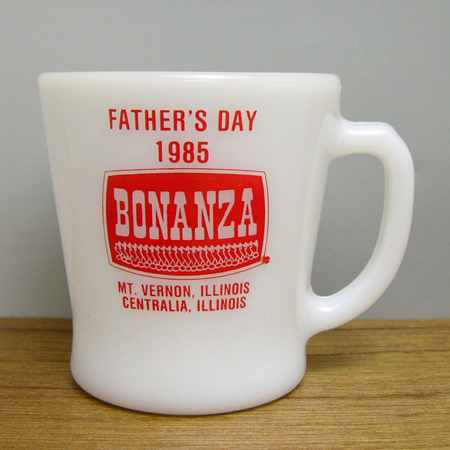 FATHER'S DAY
1985
BONANZA
®
MT. VERNON, ILLINOIS
CENTRALIA, ILLINOIS